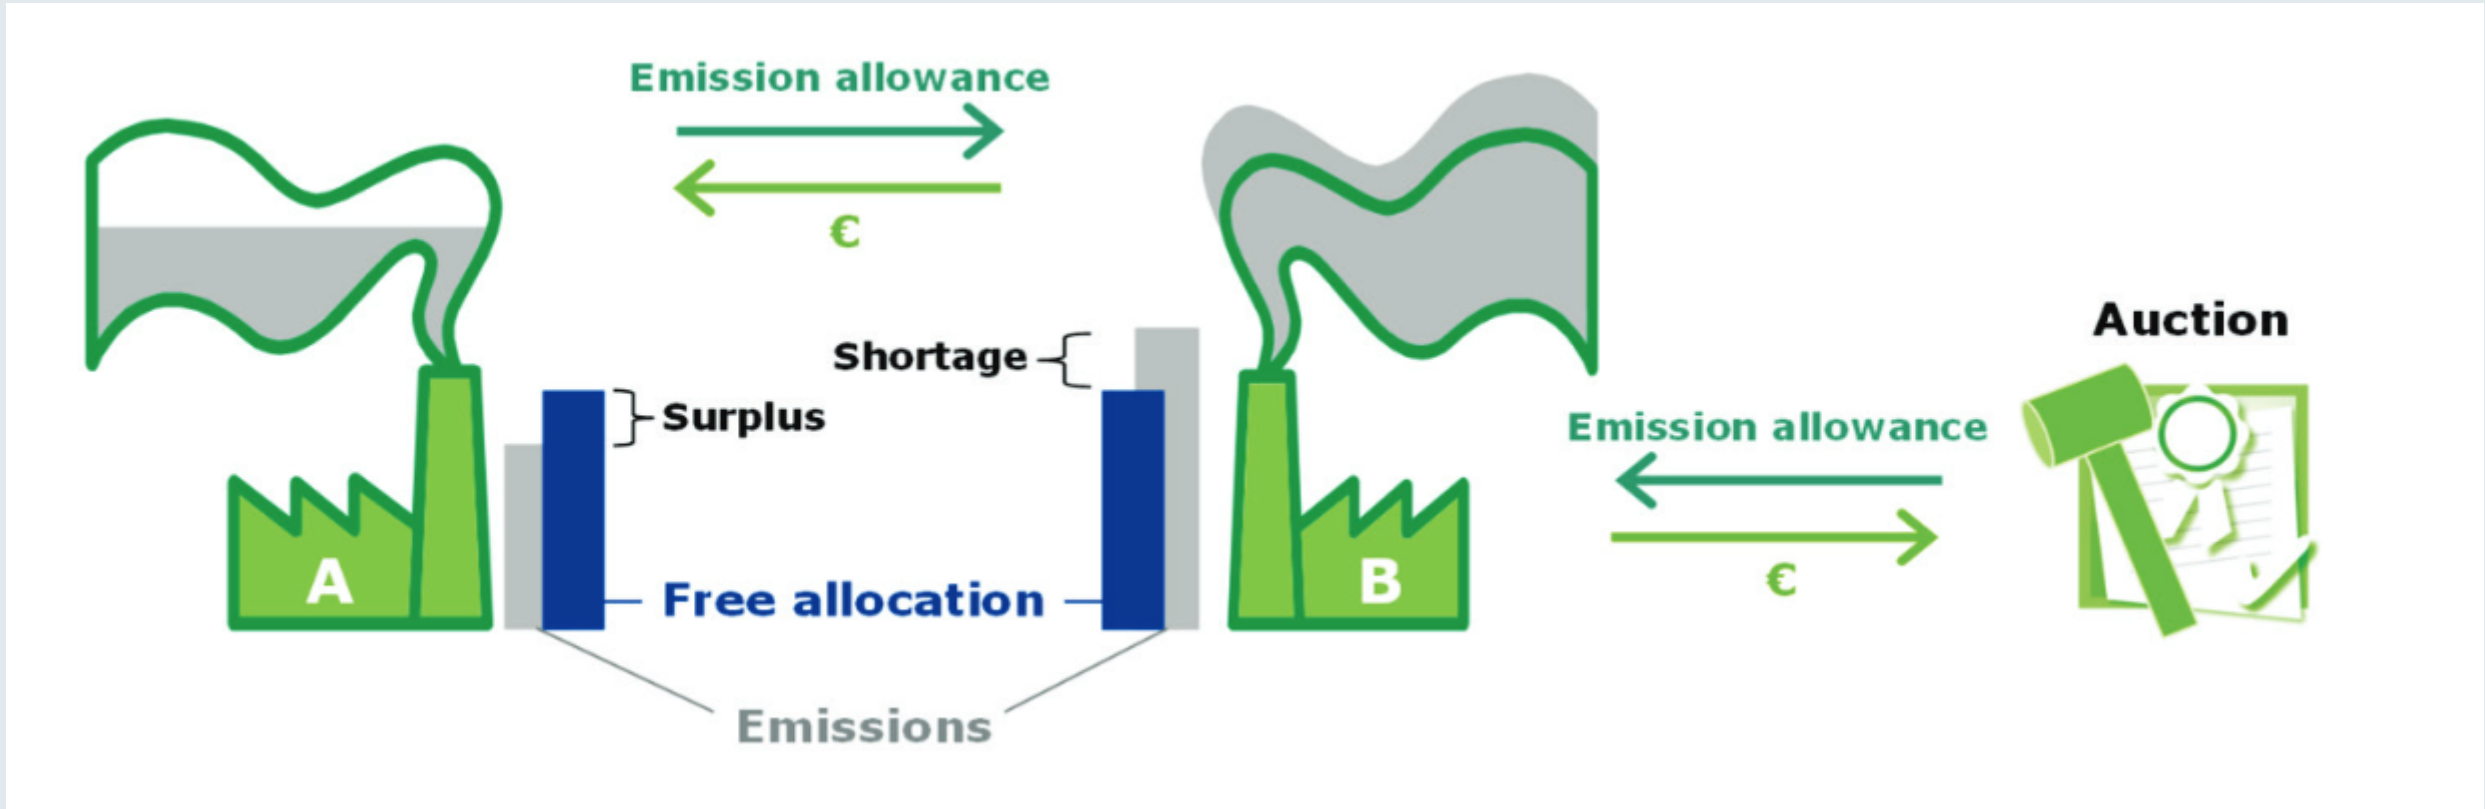 Emission allowance
€
Auction
Shortage
Surplus
Emission allowance
€
A
B
Free allocation
Emissions